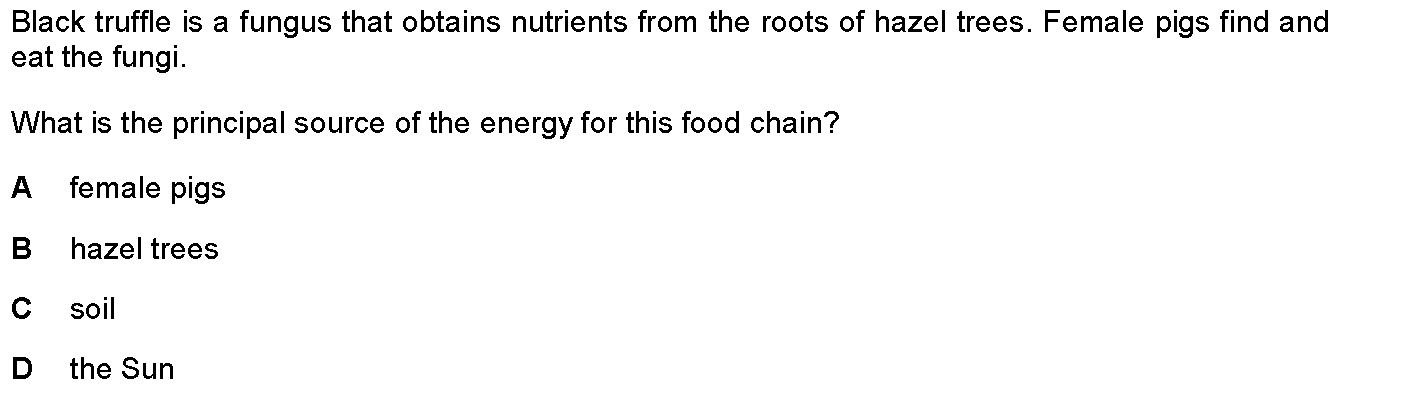 Black truffle is a fungus that obtains nutrients from the roots of hazel trees. Female pigs find and
eat the fungi.
What is the principal source of the energy for this food chain?
A female pigs
B hazel trees
C soil
D the Sun